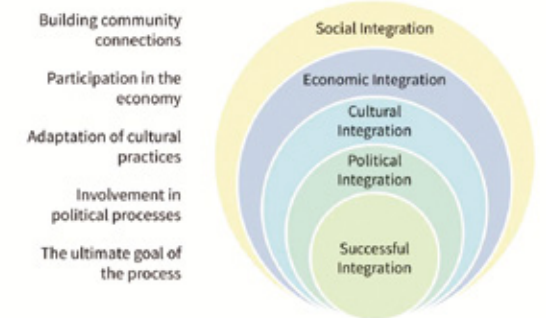 Building community
connections
Social Integration
Participation in the
economy
Economic Integration
Adaptation of cultural
practices
Cultural
Integration
Involvement in
political processes
Political
Integration
The ultimate goal of
the process
Successful
Integration